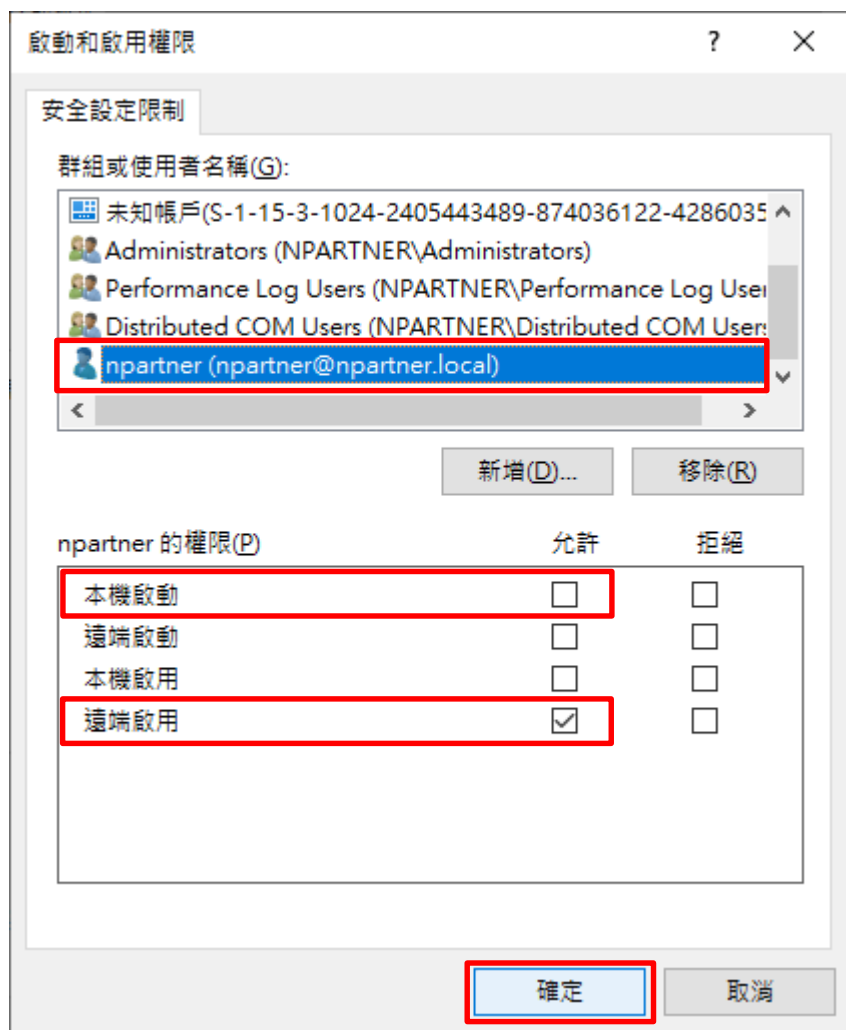 啟動和啟用權限 ?
安全設定限制
群組或使用者名稱(G):
未知帳戶(S-1-15-3-1024-2405443489-874036122-4286035
Administrators (NPARTNER\Administrators)
Performance Log Users (NPARTNER\Performance Log User
Distributed COM Users (NPARTNER\Distributed COM Users
npartner (npartner@npartner.local)
新增(D)... 移除(R)
npartner 的權限(P) 允許 拒絕
本機啟動
遠端啟動
本機啟用
遠端啟用
確定 取消